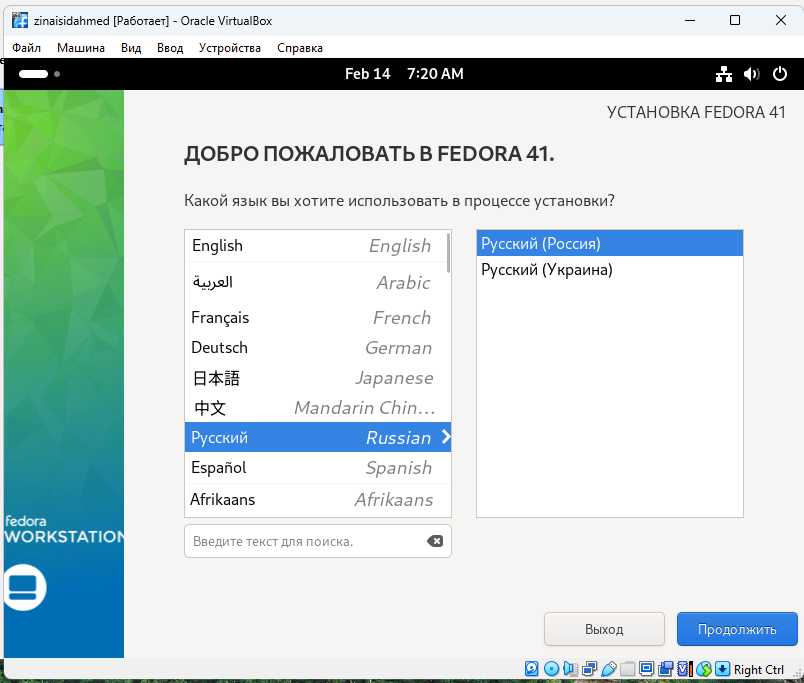 zinaisidahmed [Работает] - Oracle VirtualBox
Файл Машина Вид Ввод Устройства Справка
Feb 14 7:20 AM
УСТАНОВКА FEDORA 41
ДОБРО ПОЖАЛОВАТЬ В FEDORA 41.
Какой язык вы хотите использовать в процессе установки?
English English
العربية Arabic
Français French
Deutsch German
日本語 Japanese
中文 Mandarin Chin...
Русский Russian
Español Spanish
Afrikaans Afrikaans
Русский (Россия)
Русский (Украина)
Введите текст для поиска.
fedora
WORKSTATION
Выход Продолжить
Right Ctrl